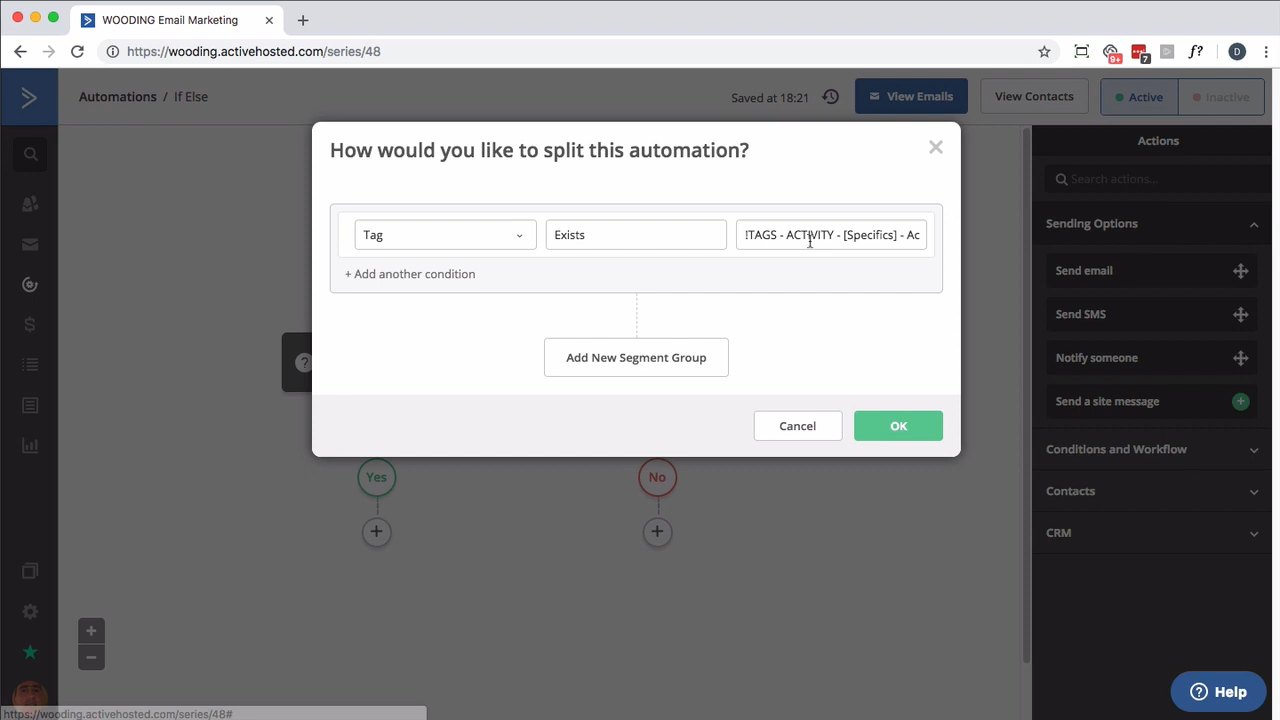 WOODING Email Marketing
https://wooding.activehosted.com/series/48
9+
7
f?
D
Automations / If Else
Saved at 18:21
View Emails
View Contacts
Active
Inactive
How would you like to split this automation?
Tag
Exists
!TAGS - ACTIVITY - [Specifics] - Ac
+ Add another condition
Add New Segment Group
Cancel
OK
?
Yes
No
Actions
Search actions...
Sending Options
Send email
Send SMS
Notify someone
Send a site message
Conditions and Workflow
Contacts
CRM
? Help
https://wooding.activehosted.com/series/48#